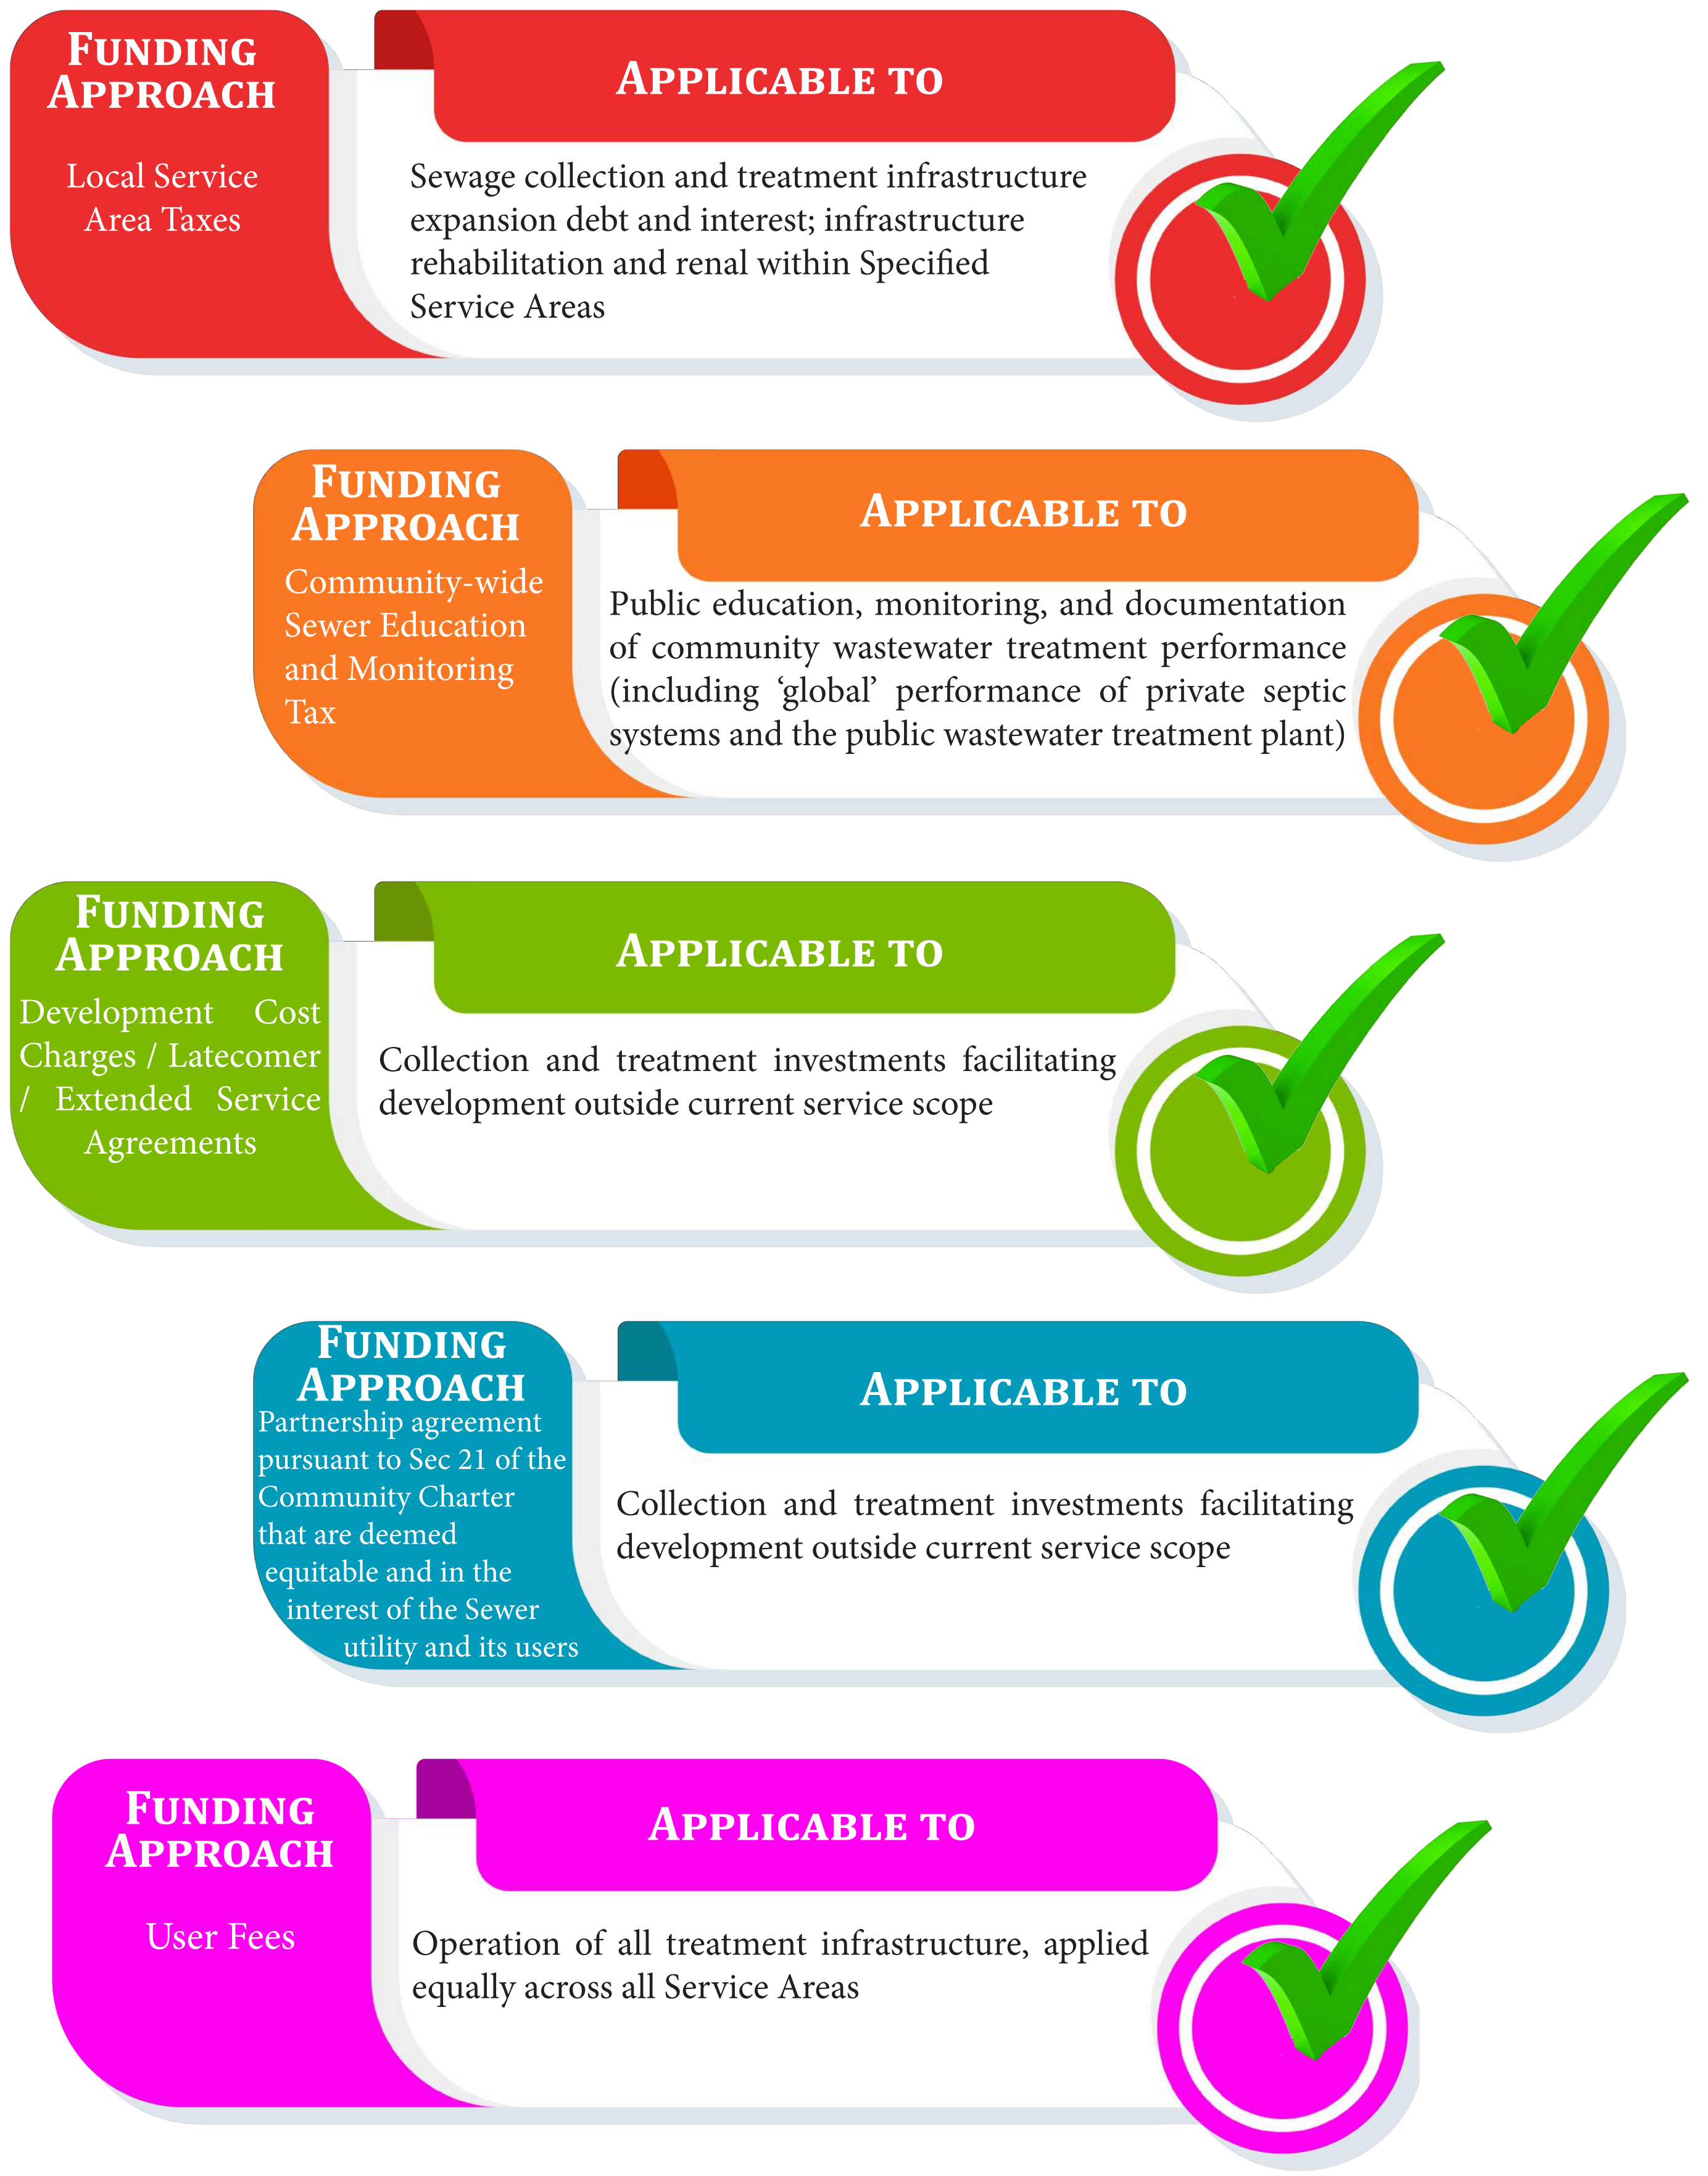 FUNDING
APPROACH
Local Service
Area Taxes
APPLICABLE TO
Sewage collection and treatment infrastructure
expansion debt and interest; infrastructure
rehabilitation and renal within Specified
Service Areas
FUNDING
APPROACH
Community-wide
Sewer Education
and Monitoring
Tax
APPLICABLE TO
Public education, monitoring, and documentation
of community wastewater treatment performance
(including ‘global’ performance of private septic
systems and the public wastewater treatment plant)
FUNDING
APPROACH
Development Cost
Charges / Latecomer
/ Extended Service
Agreements
APPLICABLE TO
Collection and treatment investments facilitating
development outside current service scope
FUNDING
APPROACH
Partnership agreement
pursuant to Sec 21 of the
Community Charter
that are deemed
equitable and in the
interest of the Sewer
utility and its users
APPLICABLE TO
Collection and treatment investments facilitating
development outside current service scope
FUNDING
APPROACH
User Fees
APPLICABLE TO
Operation of all treatment infrastructure, applied
equally across all Service Areas